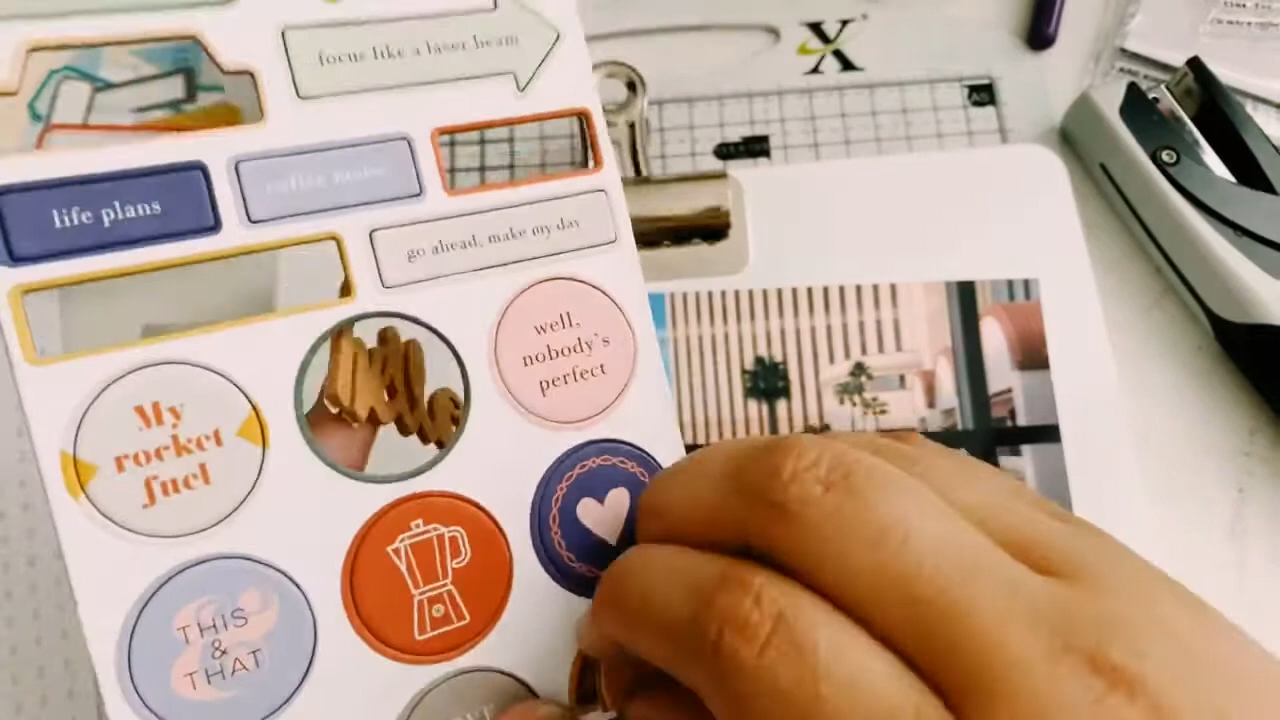 focus like a laser beam
life plans
go ahead, make my day
well,
nobody's
perfect
My
rocket
fuel
THIS
&
THAT
X
A5